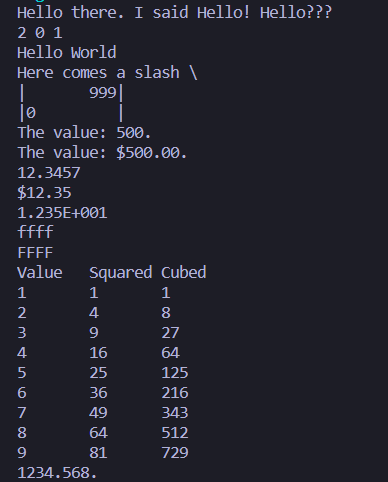 Hello there. I said Hello! Hello???
2 0 1
Hello World
Here comes a slash \
|       999|
|0         |
The value: 500.
The value: $500.00.
12.3457
$12.35
1.235E+001
ffff
FFFF
Value   Squared Cubed
1       1       1
2       4       8
3       9       27
4       16      64
5       25      125
6       36      216
7       49      343
8       64      512
9       81      729
1234.568.